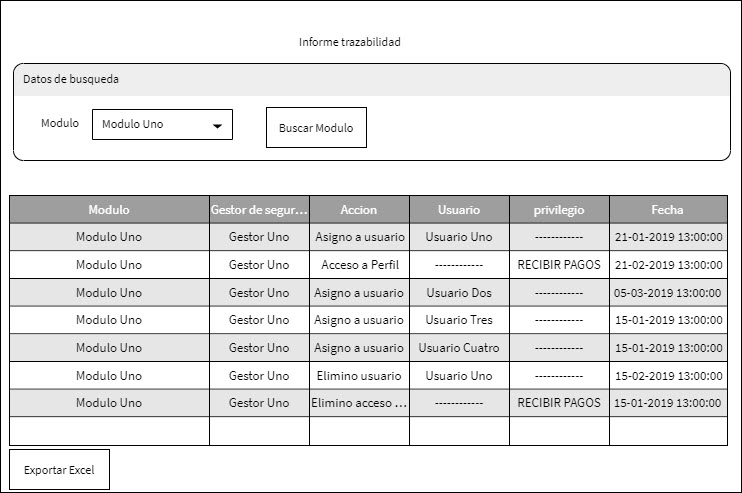 Informe trazabilidad
Datos de busqueda
Modulo Modulo Uno Buscar Modulo
Modulo Gestor de segur... Accion Usuario privilegio Fecha
Modulo Uno Gestor Uno Asigno a usuario Usuario Uno ------------ 21-01-2019 13:00:00
Modulo Uno Gestor Uno Acceso a Perfil ------------ RECIBIR PAGOS 21-02-2019 13:00:00
Modulo Uno Gestor Uno Asigno a usuario Usuario Dos ------------ 05-03-2019 13:00:00
Modulo Uno Gestor Uno Asigno a usuario Usuario Tres ------------ 15-01-2019 13:00:00
Modulo Uno Gestor Uno Asigno a usuario Usuario Cuatro ------------ 15-01-2019 13:00:00
Modulo Uno Gestor Uno Elimino usuario Usuario Uno ------------ 15-02-2019 13:00:00
Modulo Uno Gestor Uno Elimino acceso ... ------------ RECIBIR PAGOS 15-01-2019 13:00:00
Exportar Excel